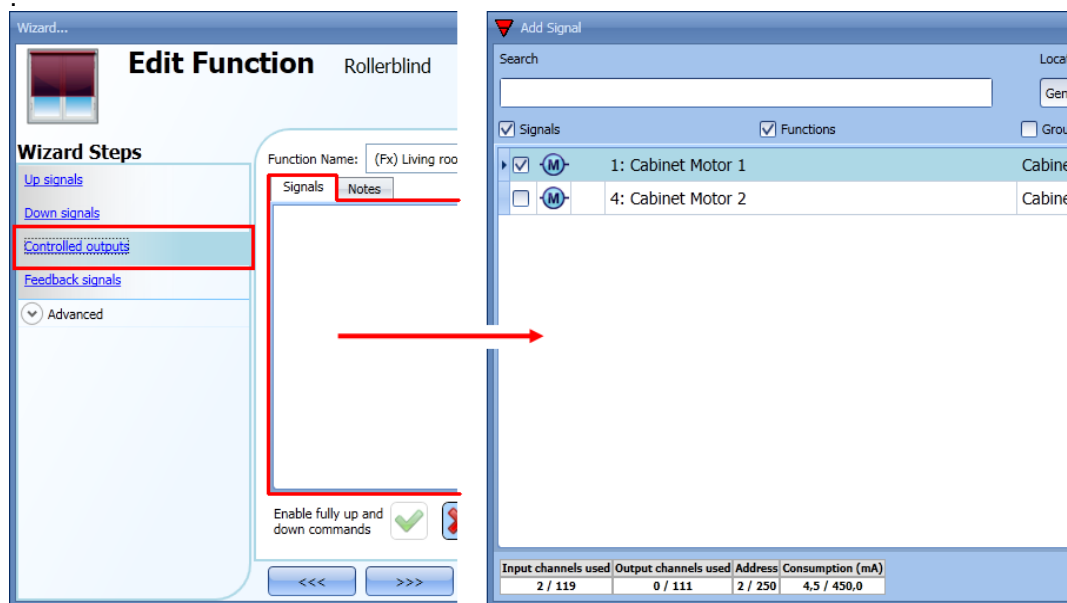 Wizard...
Edit Function Rollerblind
Wizard Steps
Up signals
Down signals
Controlled outputs
Feedback signals
Advanced
Function Name: (Fx) Living roo
Signals Notes
Enable fully up and
down commands
<<< >>>
Add Signal
Search Locat
Gen
Signals Functions Grou
M 1: Cabinet Motor 1 Cabine
M 4: Cabinet Motor 2 Cabine
Input channels used Output channels used Address Consumption (mA)
2 / 119 0 / 111 2 / 250 4,5 / 450,0